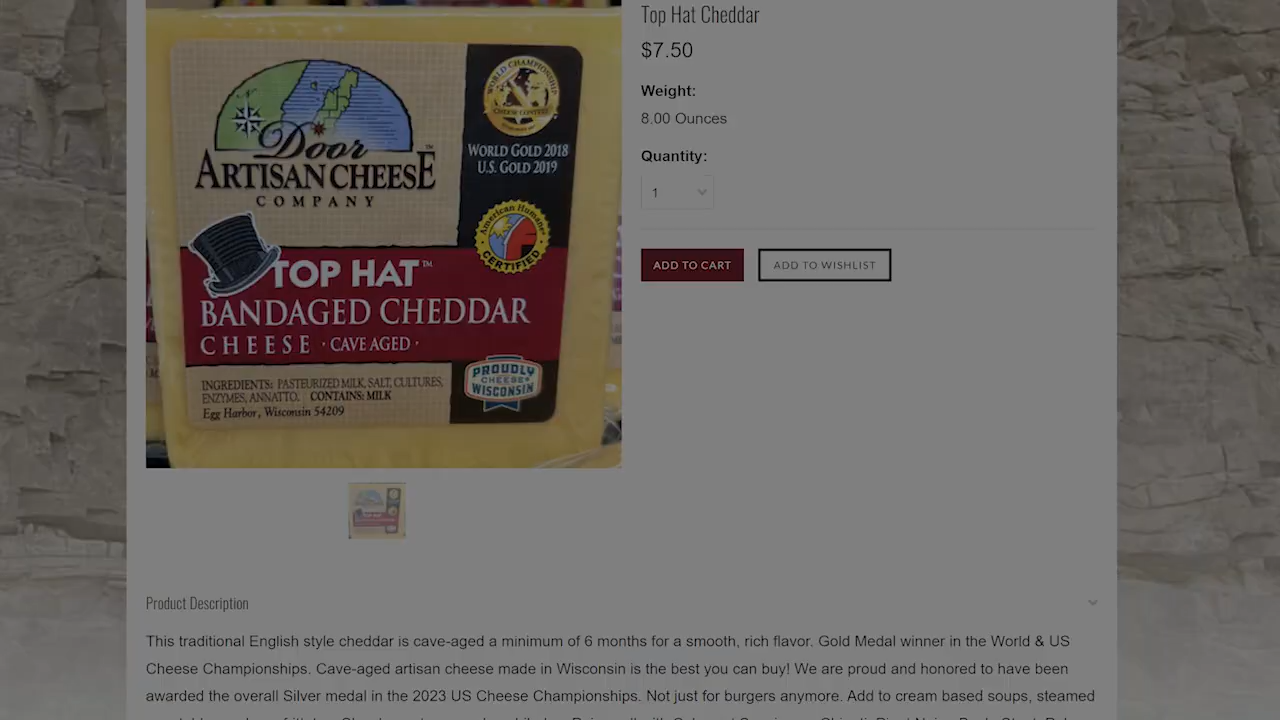 Top Hat Cheddar
$7.50
Weight:
8.00 Ounces
Quantity:
1
ADD TO CART
ADD TO WISHLIST
Door
ARTISAN CHEESE™
COMPANY
WORLD CHAMPIONSHIP
CHEESE CONTEST
WORLD GOLD 2018
U.S. GOLD 2019
American Humane
CERTIFIED
TOP HAT™
BANDAGED CHEDDAR
CHEESE · CAVE AGED ·
INGREDIENTS: PASTEURIZED MILK, SALT, CULTURES,
ENZYMES, ANNATTO. CONTAINS: MILK
Egg Harbor, Wisconsin 54209
PROUDLY
WISCONSIN
CHEESE
Product Description
This traditional English style cheddar is cave-aged a minimum of 6 months for a smooth, rich flavor. Gold Medal winner in the World & US
Cheese Championships. Cave-aged artisan cheese made in Wisconsin is the best you can buy! We are proud and honored to have been
awarded the overall Silver medal in the 2023 US Cheese Championships. Not just for burgers anymore. Add to cream based soups, steamed